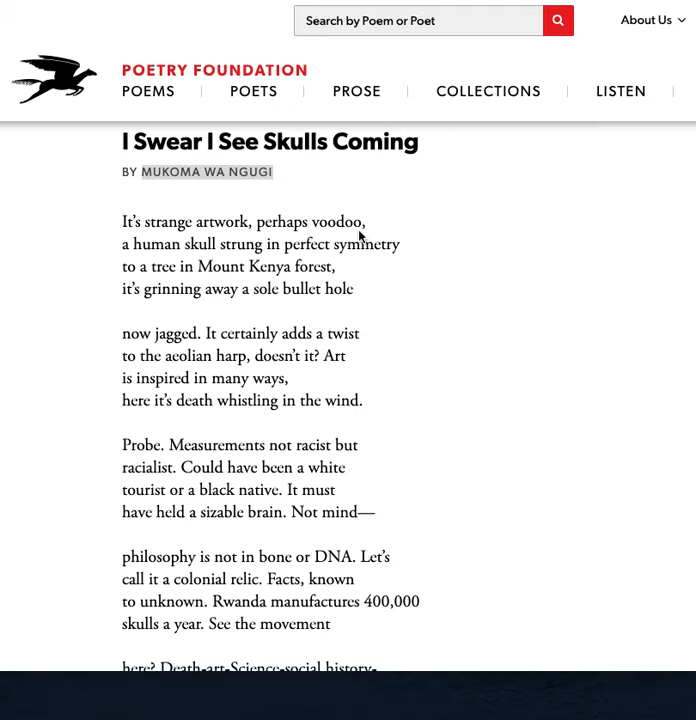 Search by Poem or Poet
About Us
POETRY FOUNDATION
POEMS
POETS
PROSE
COLLECTIONS
LISTEN
I Swear I See Skulls Coming
BY MUKOMA WA NGUGI
It’s strange artwork, perhaps voodoo,
a human skull strung in perfect symmetry
to a tree in Mount Kenya forest,
it’s grinning away a sole bullet hole
now jagged. It certainly adds a twist
to the aeolian harp, doesn’t it? Art
is inspired in many ways,
here it’s death whistling in the wind.
Probe. Measurements not racist but
racialist. Could have been a white
tourist or a black native. It must
have held a sizable brain. Not mind—
philosophy is not in bone or DNA. Let’s
call it a colonial relic. Facts, known
to unknown. Rwanda manufactures 400,000
skulls a year. See the movement
here? Death-art-Science-social history-